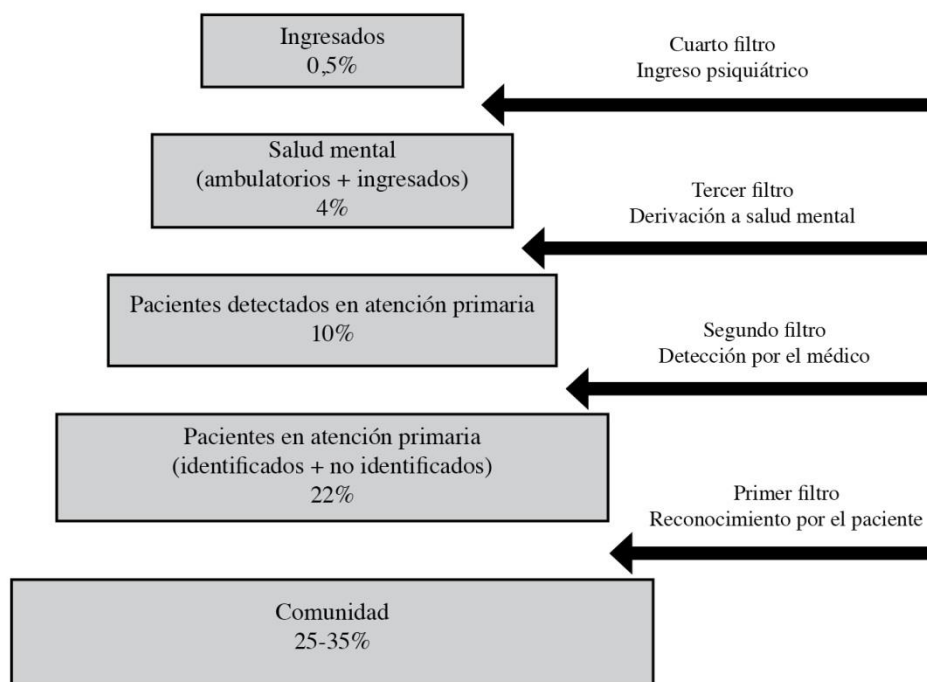 Ingresados
0,5%
Cuarto filtro
Ingreso psiquiátrico
Salud mental
(ambulatorios + ingresados)
4%
Tercer filtro
Derivación a salud mental
Pacientes detectados en atención primaria
10%
Segundo filtro
Detección por el médico
Pacientes en atención primaria
(identificados + no identificados)
22%
Primer filtro
Reconocimiento por el paciente
Comunidad
25-35%